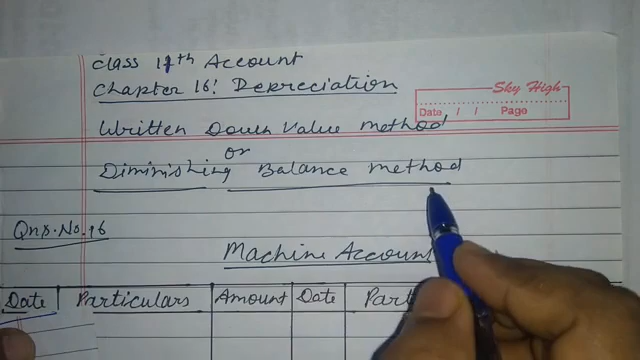 Class 11th Account
Chapter 16: Depreciation
Sky High
Date / / Page
Written Down Value Method
or
Diminishing Balance Method
Qns. No. 16
Machine Account
Date Particulars Amount Date